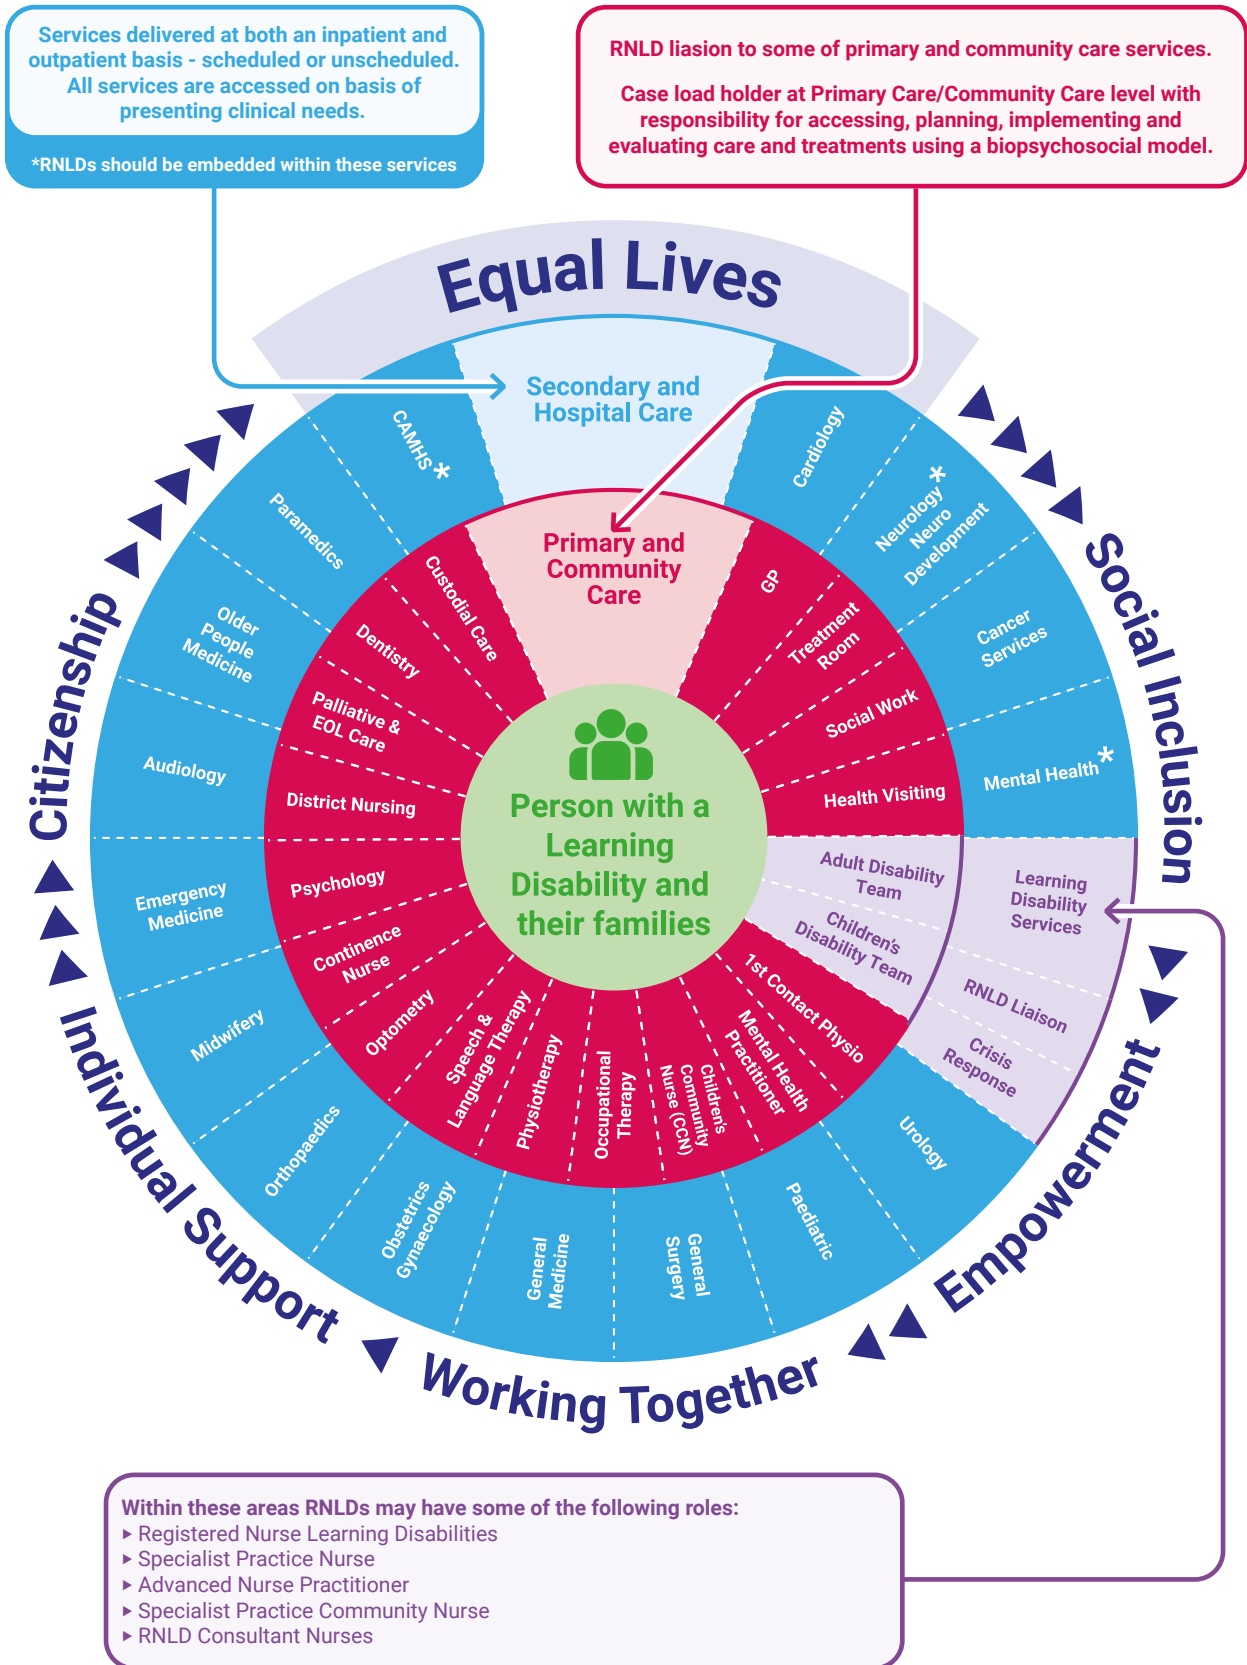 Services delivered at both an inpatient and
outpatient basis - scheduled or unscheduled.
All services are accessed on basis of
presenting clinical needs.
*RNLDs should be embedded within these services
RNLD liasion to some of primary and community care services.
Case load holder at Primary Care/Community Care level with
responsibility for accessing, planning, implementing and
evaluating care and treatments using a biopsychosocial model.
Equal Lives
Social Inclusion
Empowerment
Working Together
Individual Support
Citizenship
Secondary and
Hospital Care
Cardiology
Neurology*
Neuro
Development
Cancer
Services
Mental Health*
Learning
Disability
Services
RNLD Liaison
Crisis
Response
Urology
Paediatric
General
Surgery
General
Medicine
Obstetrics
Gynaecology
Orthopaedics
Midwifery
Emergency
Medicine
Audiology
Older
People
Medicine
Paramedics
CAMHS*
Primary and
Community
Care
GP
Treatment
Room
Social Work
Health Visiting
Adult Disability
Team
Children's
Disability Team
1st Contact Physio
Mental Health
Practitioner
Children's
Community
Nurse (CCN)
Occupational
Therapy
Physiotherapy
Speech &
Language Therapy
Optometry
Continence
Nurse
Psychology
District Nursing
Palliative &
EOL Care
Dentistry
Custodial Care
Person with a
Learning
Disability and
their families
Within these areas RNLDs may have some of the following roles:
▸ Registered Nurse Learning Disabilities
▸ Specialist Practice Nurse
▸ Advanced Nurse Practitioner
▸ Specialist Practice Community Nurse
▸ RNLD Consultant Nurses